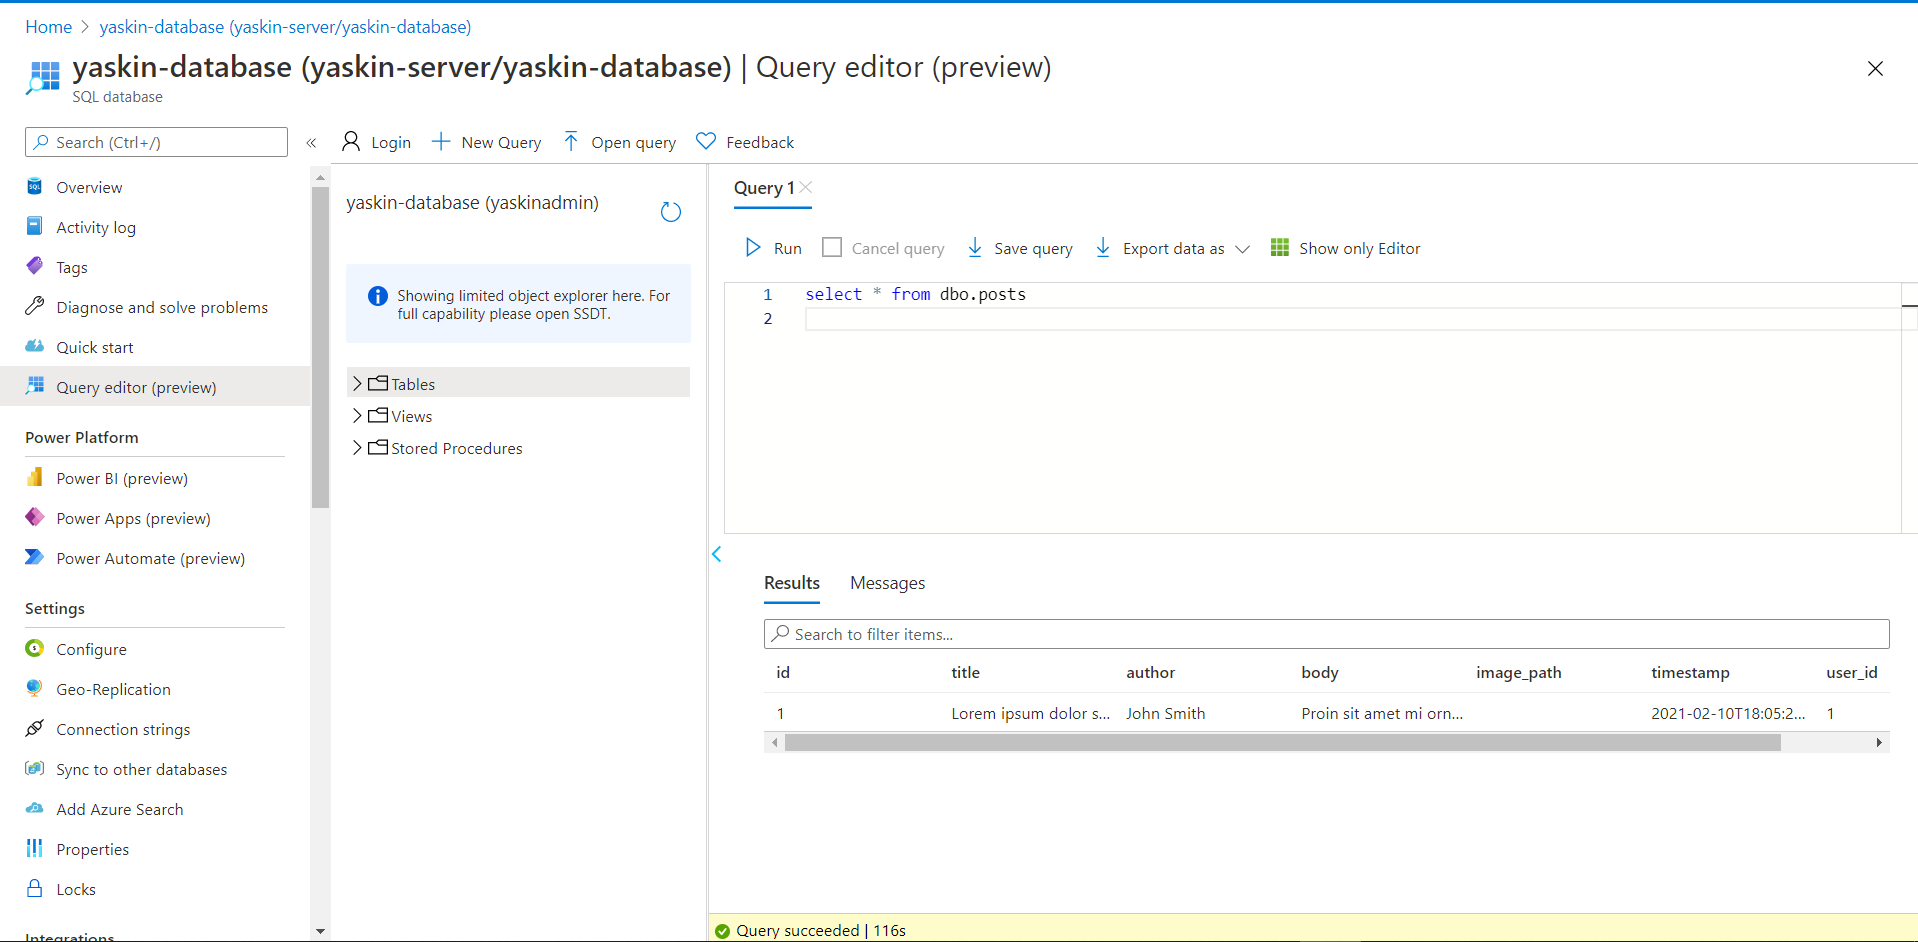 Home > yaskin-database (yaskin-server/yaskin-database)
yaskin-database (yaskin-server/yaskin-database) | Query editor (preview)
SQL database
Search (Ctrl+/)
«
Overview
Activity log
Tags
Diagnose and solve problems
Quick start
Query editor (preview)
Power Platform
Power BI (preview)
Power Apps (preview)
Power Automate (preview)
Settings
Configure
Geo-Replication
Connection strings
Sync to other databases
Add Azure Search
Properties
Locks
Integrations
Login New Query Open query Feedback
yaskin-database (yaskinadmin)
Showing limited object explorer here. For
full capability please open SSDT.
Tables
Views
Stored Procedures
Query 1
Run Cancel query Save query Export data as Show only Editor
1 select * from dbo.posts
2
Results Messages
Search to filter items...
id title author body image_path timestamp user_id
1 Lorem ipsum dolor s... John Smith Proin sit amet mi orn... 2021-02-10T18:05:2... 1
Query succeeded | 116s